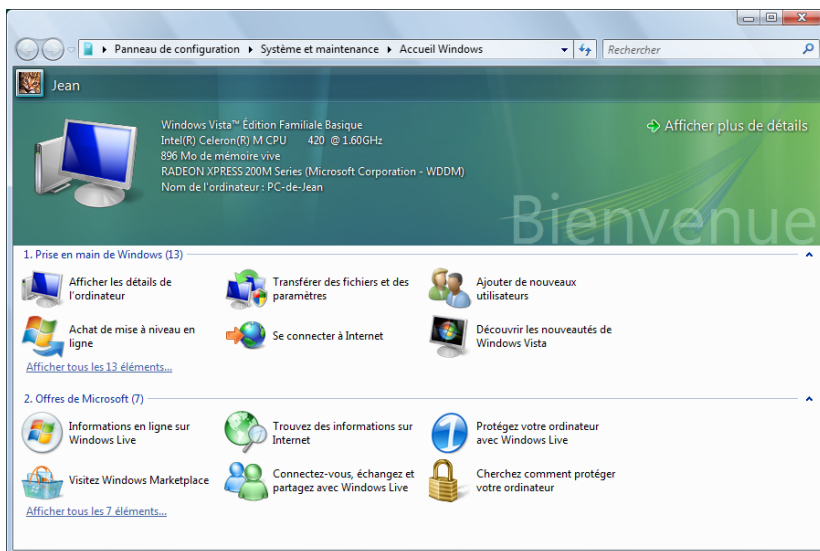 Panneau de configuration ▸ Système et maintenance ▸ Accueil Windows
Rechercher
Jean
Windows Vista™ Édition Familiale Basique
Intel(R) Celeron(R) M CPU 420 @ 1.60GHz
896 Mo de mémoire vive
RADEON XPRESS 200M Series (Microsoft Corporation - WDDM)
Nom de l'ordinateur : PC-de-Jean
Afficher plus de détails
Bienvenue
1. Prise en main de Windows (13)
Afficher les détails de
l'ordinateur
Transférer des fichiers et des
paramètres
Ajouter de nouveaux
utilisateurs
Achat de mise à niveau en
ligne
Se connecter à Internet
Découvrir les nouveautés de
Windows Vista
Afficher tous les 13 éléments...
2. Offres de Microsoft (7)
Informations en ligne sur
Windows Live
Trouvez des informations sur
Internet
Protégez votre ordinateur
avec Windows Live
Visitez Windows Marketplace
Connectez-vous, échangez et
partagez avec Windows Live
Cherchez comment protéger
votre ordinateur
Afficher tous les 7 éléments...